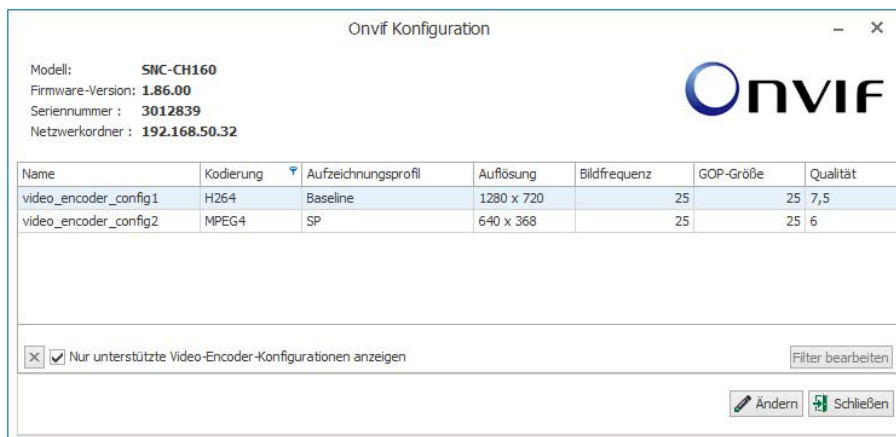 Onvif Konfiguration
Modell: SNC-CH160
Firmware-Version: 1.86.00
Seriennummer : 3012839
Netzwerkordner : 192.168.50.32
ONVIF
Name Kodierung Aufzeichnungsprofil Auflösung Bildfrequenz GOP-Größe Qualität
video_encoder_config1 H264 Baseline 1280 x 720 25 25 7,5
video_encoder_config2 MPEG4 SP 640 x 368 25 25 6
Nur unterstützte Video-Encoder-Konfigurationen anzeigen Filter bearbeiten
Ändern Schließen